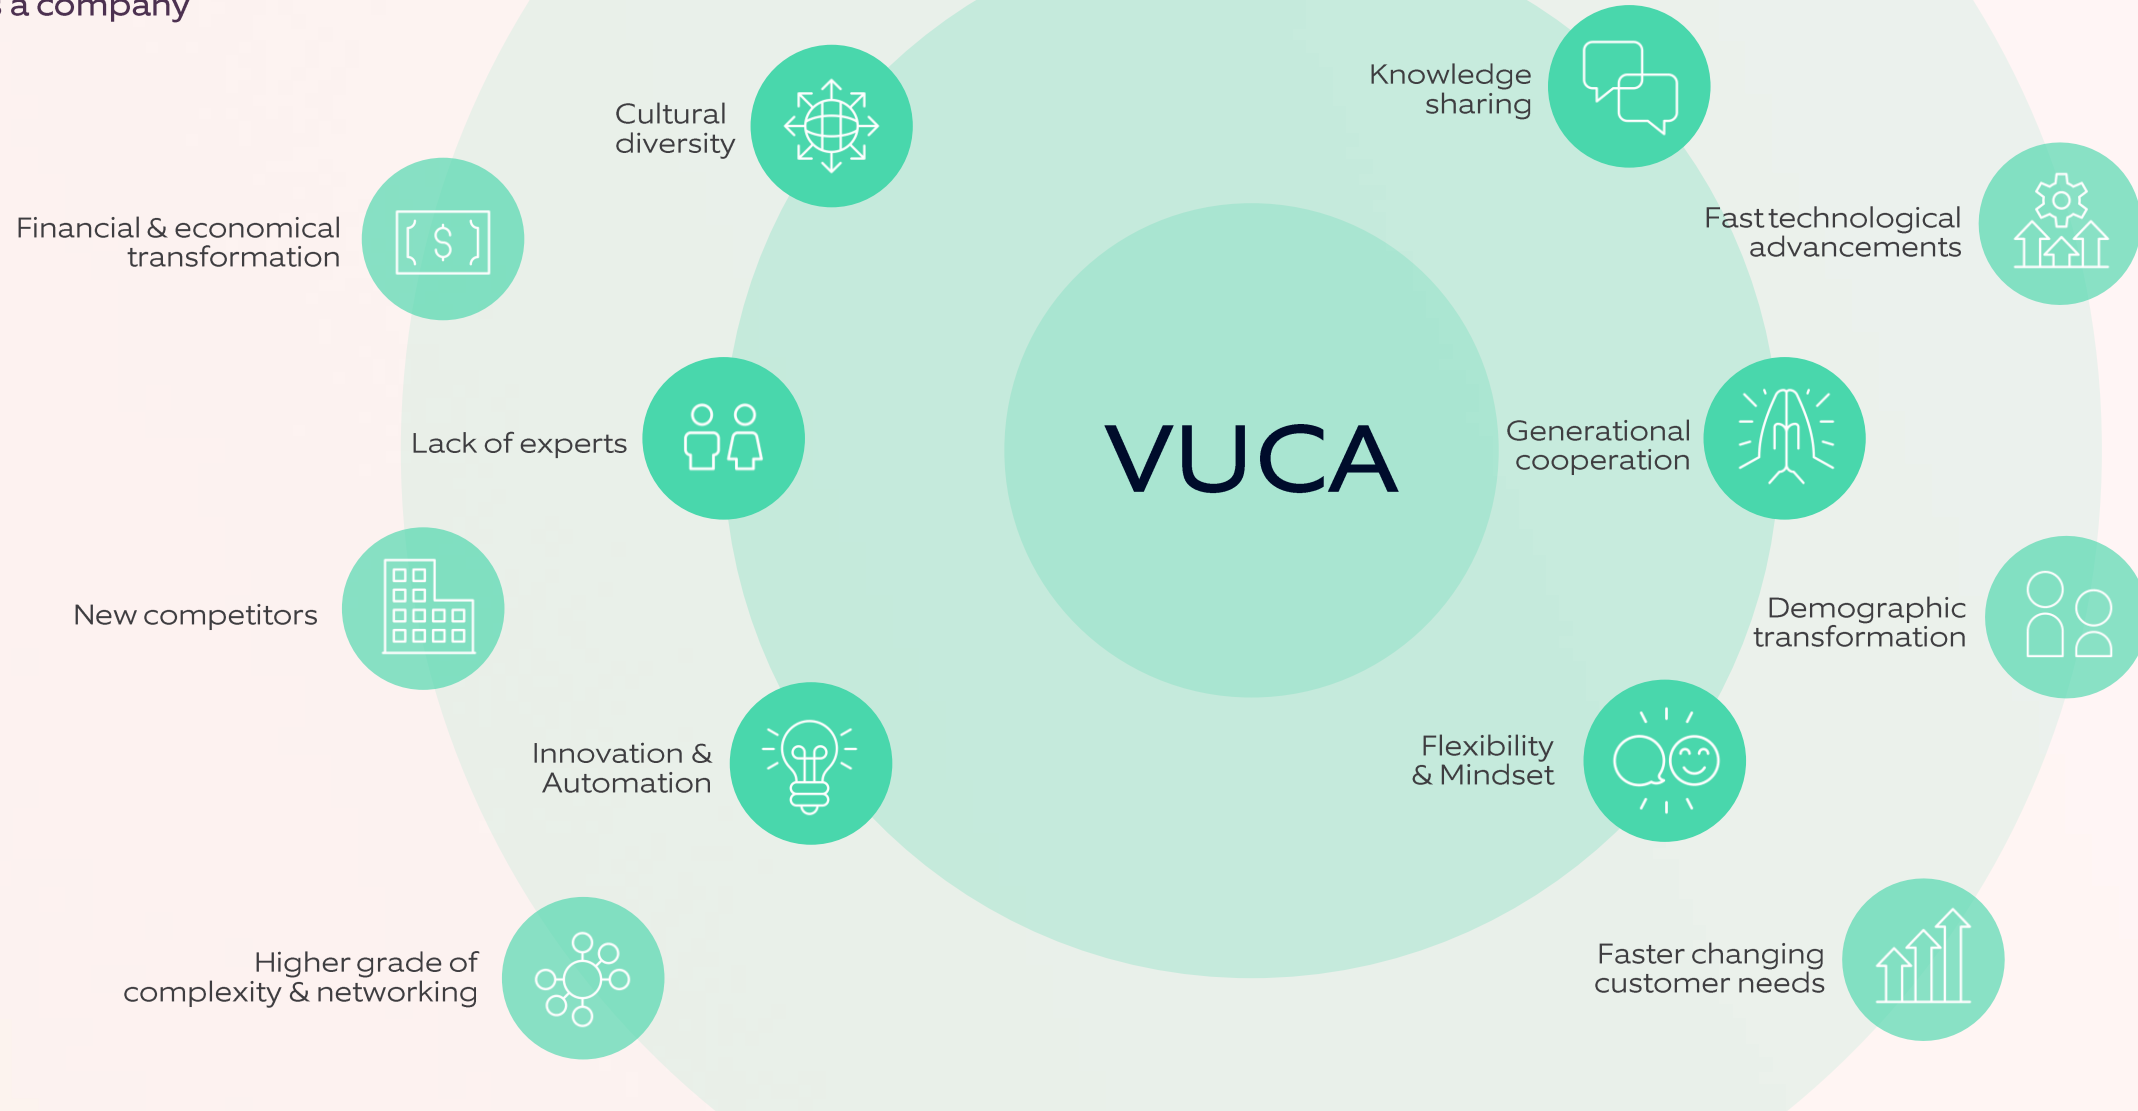 a company
Cultural
diversity
Knowledge
sharing
Financial & economical
transformation
Fast technological
advancements
Lack of experts
VUCA
Generational
cooperation
New competitors
Demographic
transformation
Innovation &
Automation
Flexibility
& Mindset
Higher grade of
complexity & networking
Faster changing
customer needs